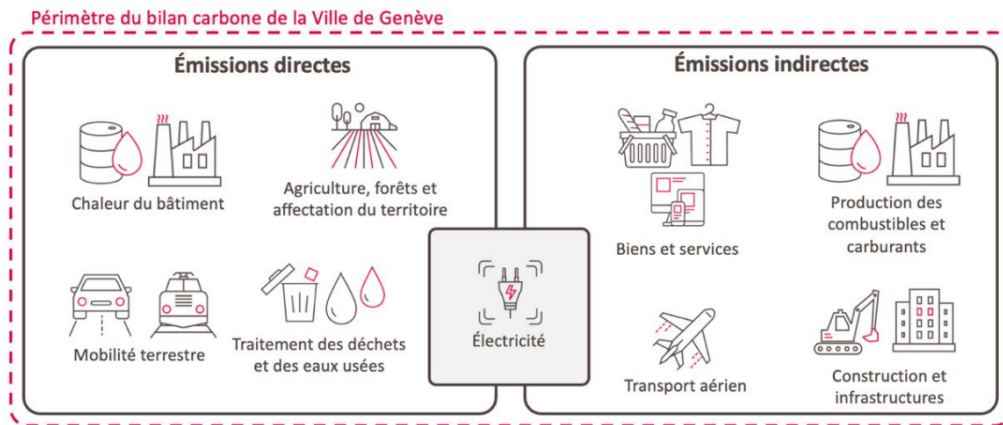 Périmètre du bilan carbone de la Ville de Genève
Émissions directes
Chaleur du bâtiment
Agriculture, forêts et
affectation du territoire
Mobilité terrestre
Traitement des déchets
et des eaux usées
Électricité
Émissions indirectes
Biens et services
Production des
combustibles et
carburants
Transport aérien
Construction et
infrastructures